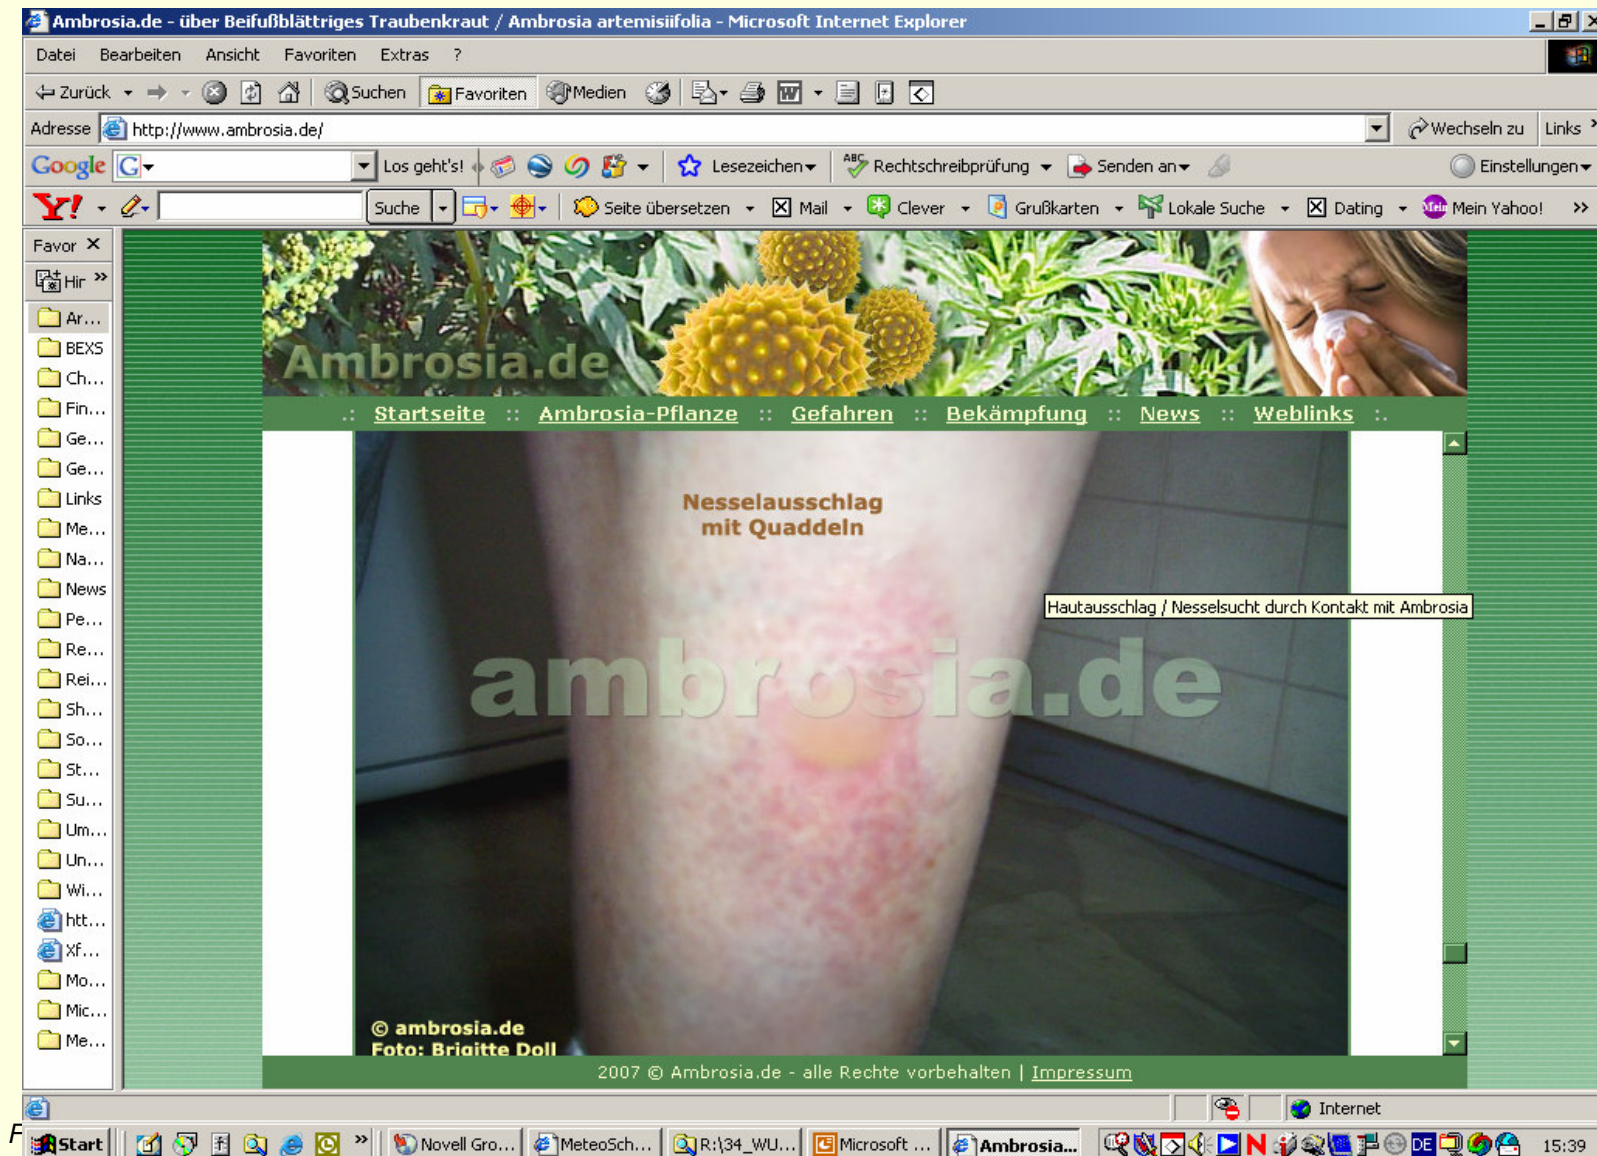 Ambrosia.de - über Beifußblättriges Traubenkraut / Ambrosia artemisiifolia - Microsoft Internet Explorer
Datei Bearbeiten Ansicht Favoriten Extras ?
Zurück Suchen Favoriten Medien
Adresse http://www.ambrosia.de/ Wechseln zu Links
Google G Los geht's! Lesezeichen ABC Rechtschreibprüfung Senden an Einstellungen
Y! Suche Seite übersetzen Mail Clever Grußkarten Lokale Suche Dating Mein Mein Yahoo! >>
Favor
Hir »
Ar...
BEXS
Ch...
Fin...
Ge...
Ge...
Links
Me...
Na...
News
Pe...
Re...
Rei...
Sh...
So...
St...
Su...
Um...
Un...
Wi...
htt...
Xf...
Mo...
Mic...
Me...
Ambrosia.de
.: Startseite :: Ambrosia-Pflanze :: Gefahren :: Bekämpfung :: News :: Weblinks :.
Nesselausschlag
mit Quaddeln
Hautausschlag / Nesselsucht durch Kontakt mit Ambrosia
ambrosia.de
© ambrosia.de
Foto: Brigitte Doll
2007 © Ambrosia.de - alle Rechte vorbehalten | Impressum
Internet
F
Start » Novell Gro... MeteoSch... R:\34_WU... Microsoft ... Ambrosia... N DE 15:39